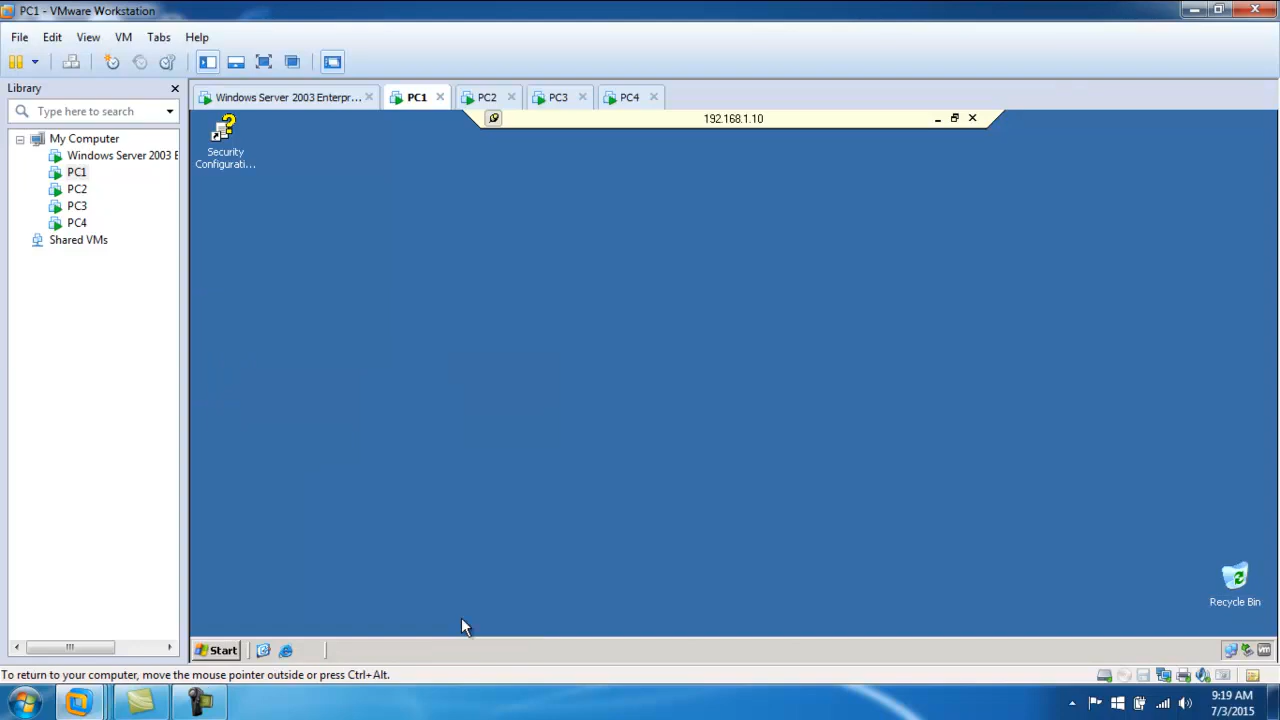 PC1 - VMware Workstation
File Edit View VM Tabs Help
Library
Windows Server 2003 Enterpr...
PC1
PC2
PC3
PC4
Type here to search
192.168.1.10
My Computer
Windows Server 2003 E
PC1
PC2
PC3
PC4
Shared VMs
Security
Configurati...
Recycle Bin
Start
vm
To return to your computer, move the mouse pointer outside or press Ctrl+Alt.
9:19 AM
7/3/2015